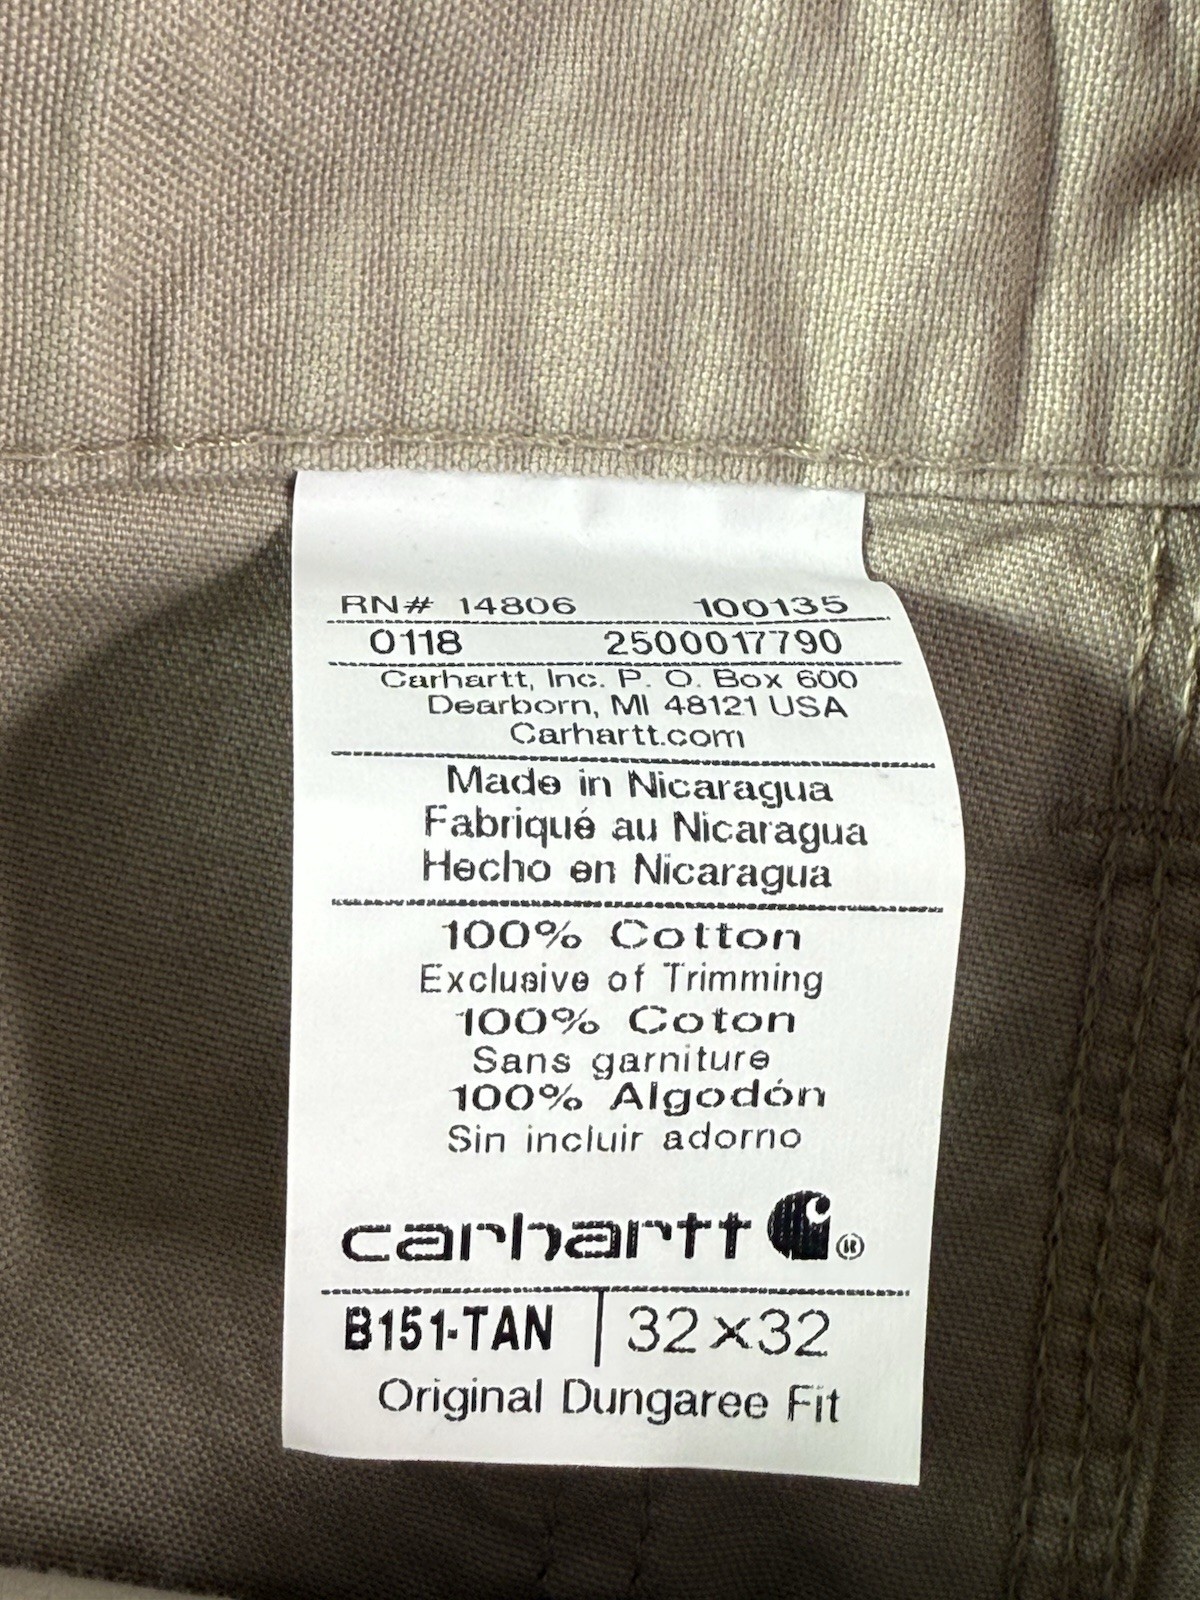 RN# 14806 100135
0118 2500017790
Carhartt, Inc. P. O. Box 600
Dearborn, MI 48121 USA
Carhartt.com
Made in Nicaragua
Fabriqué au Nicaragua
Hecho en Nicaragua
100% Cotton
Exclusive of Trimming
100% Coton
Sans garniture
100% Algodón
Sin incluir adorno
carhartt ®
B151-TAN | 32×32
Original Dungaree Fit